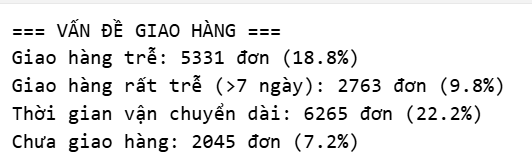 === VẤN ĐỀ GIAO HÀNG ===
Giao hàng trễ: 5331 đơn (18.8%)
Giao hàng rất trễ (>7 ngày): 2763 đơn (9.8%)
Thời gian vận chuyển dài: 6265 đơn (22.2%)
Chưa giao hàng: 2045 đơn (7.2%)